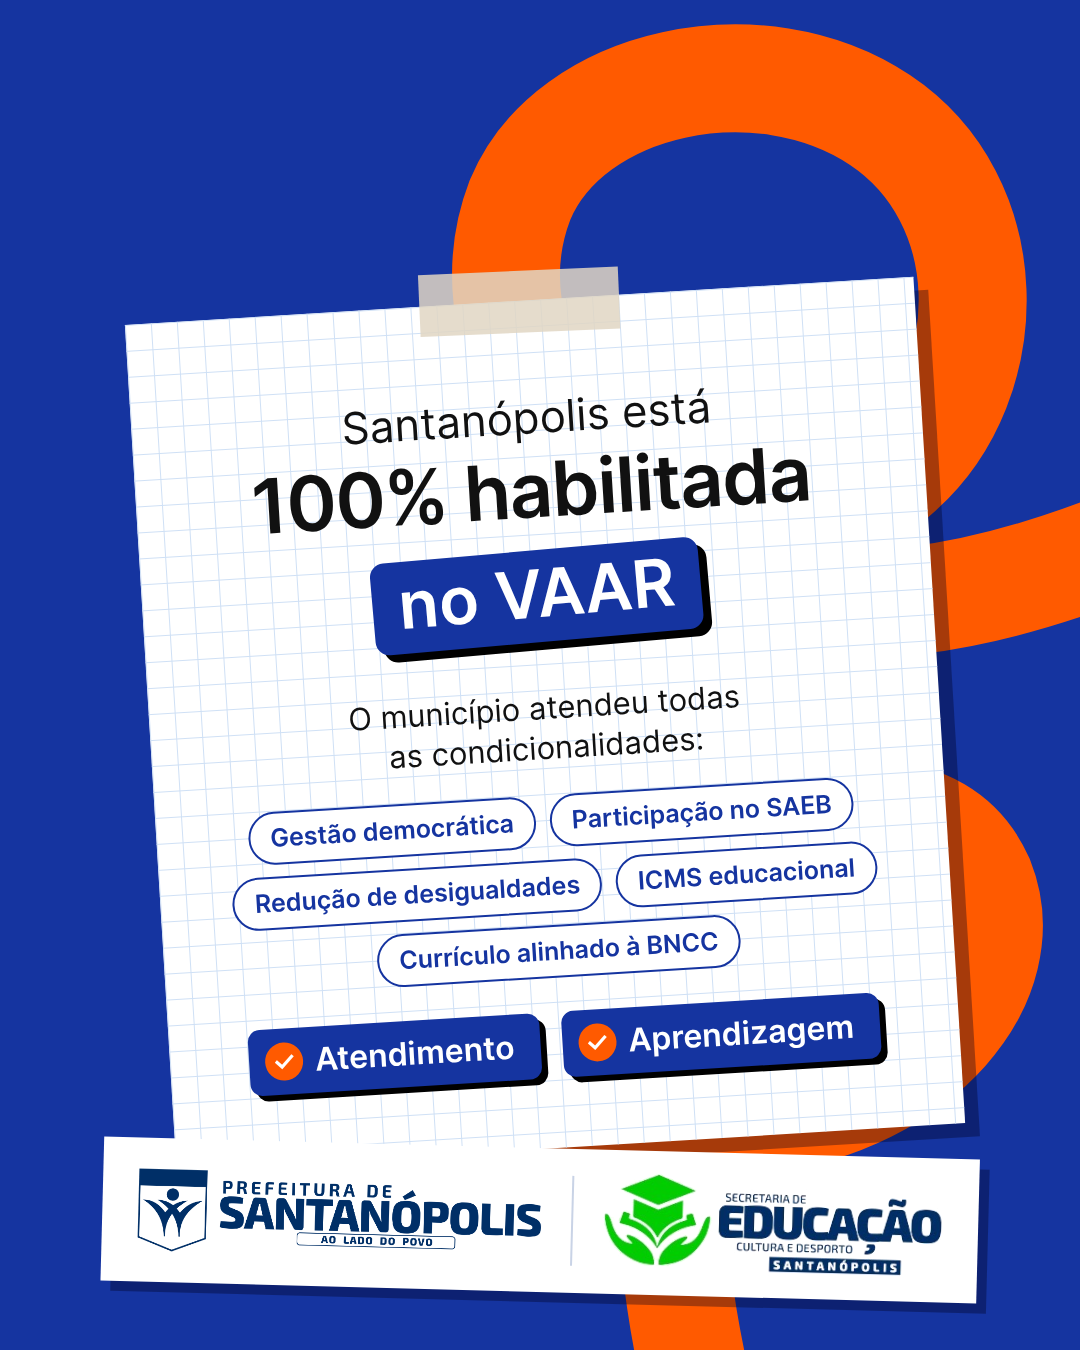 Santanópolis está
100% habilitada
no VAAR
O município atendeu todas
as condicionalidades:
Gestão democrática
Participação no SAEB
Redução de desigualdades
ICMS educacional
Currículo alinhado à BNCC
Atendimento
Aprendizagem
PREFEITURA DE
SANTANÓPOLIS
AO LADO DO POVO
SECRETARIA DE
EDUCAÇÃO
CULTURA E DESPORTO
SANTANÓPOLIS